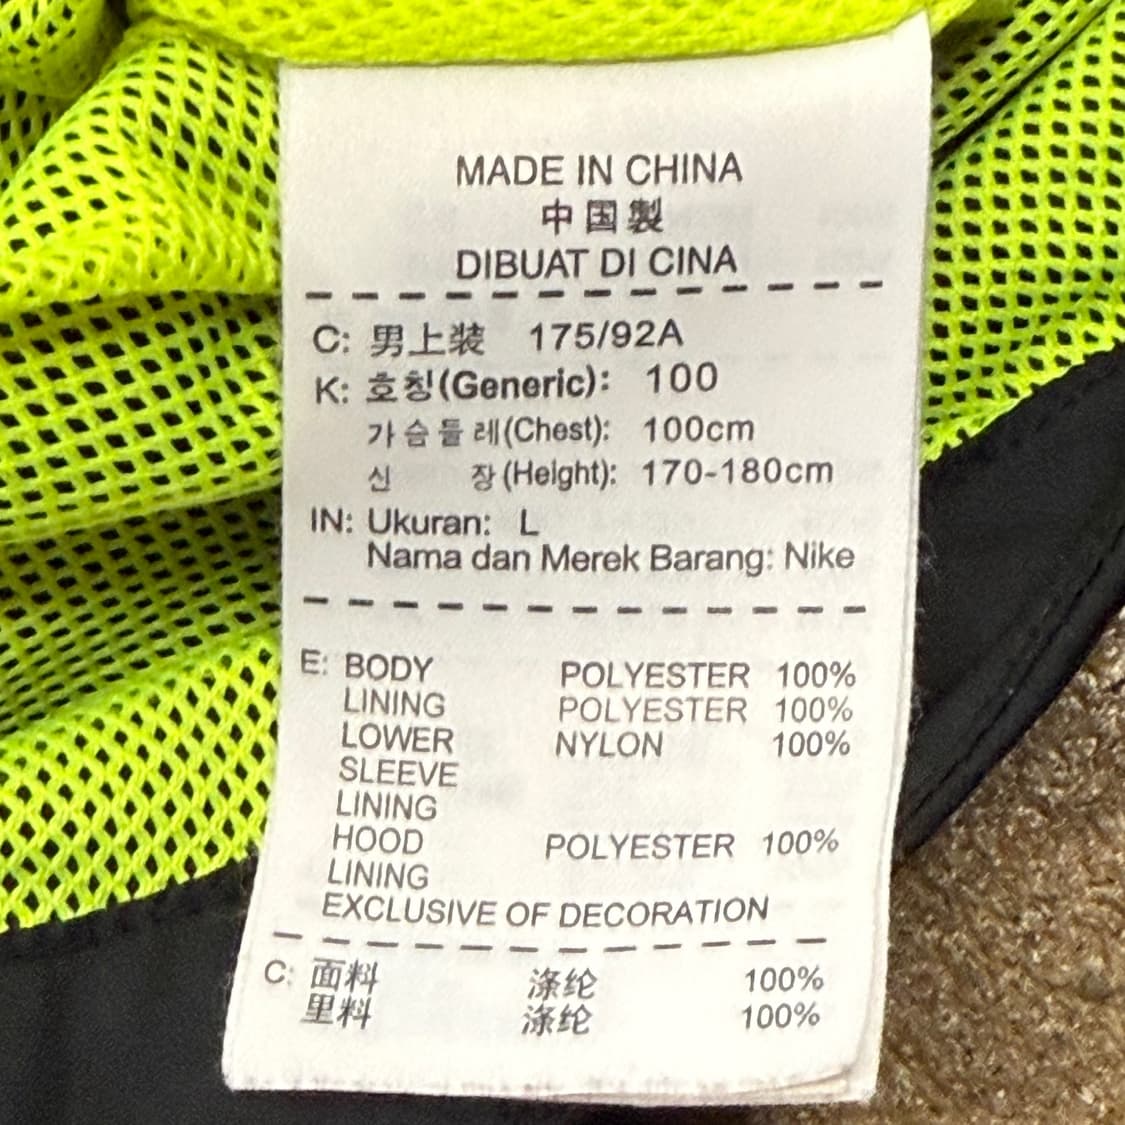 MADE IN CHINA
中国製
DIBUAT DI CINA
C: 男上装 175/92A
K: 호칭(Generic): 100
가슴둘레(Chest): 100cm
신 장(Height): 170-180cm
IN: Ukuran: L
Nama dan Merek Barang: Nike
E: BODY POLYESTER 100%
LINING POLYESTER 100%
LOWER NYLON 100%
SLEEVE
LINING
HOOD POLYESTER 100%
LINING
EXCLUSIVE OF DECORATION
C: 面料 涤纶 100%
里料 涤纶 100%